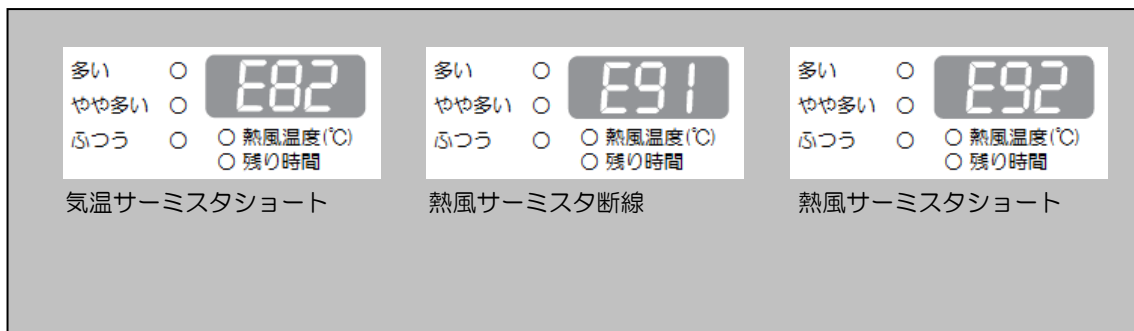 多い ○ E82
やや多い ○
ふつう ○ ○ 熱風温度(℃)
○ 残り時間
気温サーミスタショート
多い ○ E91
やや多い ○
ふつう ○ ○ 熱風温度(℃)
○ 残り時間
熱風サーミスタ断線
多い ○ E92
やや多い ○
ふつう ○ ○ 熱風温度(℃)
○ 残り時間
熱風サーミスタショート